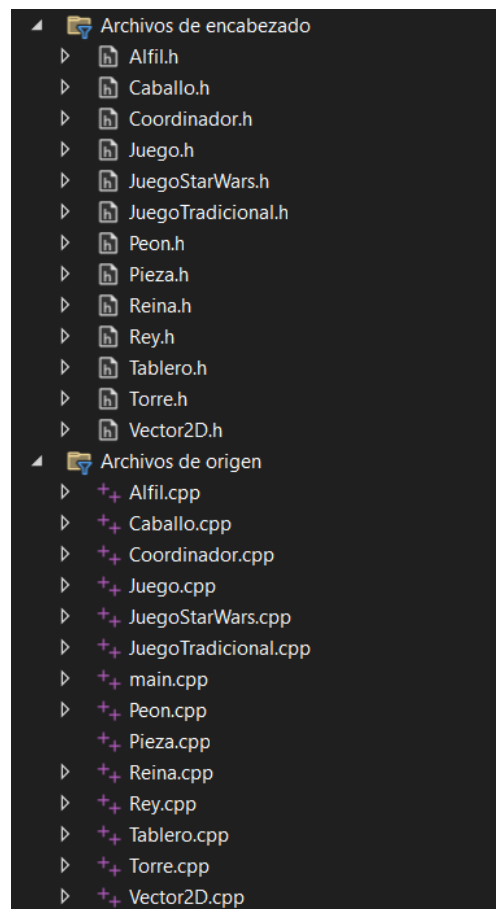 Archivos de encabezado
Alfil.h
Caballo.h
Coordinador.h
Juego.h
JuegoStarWars.h
JuegoTradicional.h
Peon.h
Pieza.h
Reina.h
Rey.h
Tablero.h
Torre.h
Vector2D.h
Archivos de origen
Alfil.cpp
Caballo.cpp
Coordinador.cpp
Juego.cpp
JuegoStarWars.cpp
JuegoTradicional.cpp
main.cpp
Peon.cpp
Pieza.cpp
Reina.cpp
Rey.cpp
Tablero.cpp
Torre.cpp
Vector2D.cpp